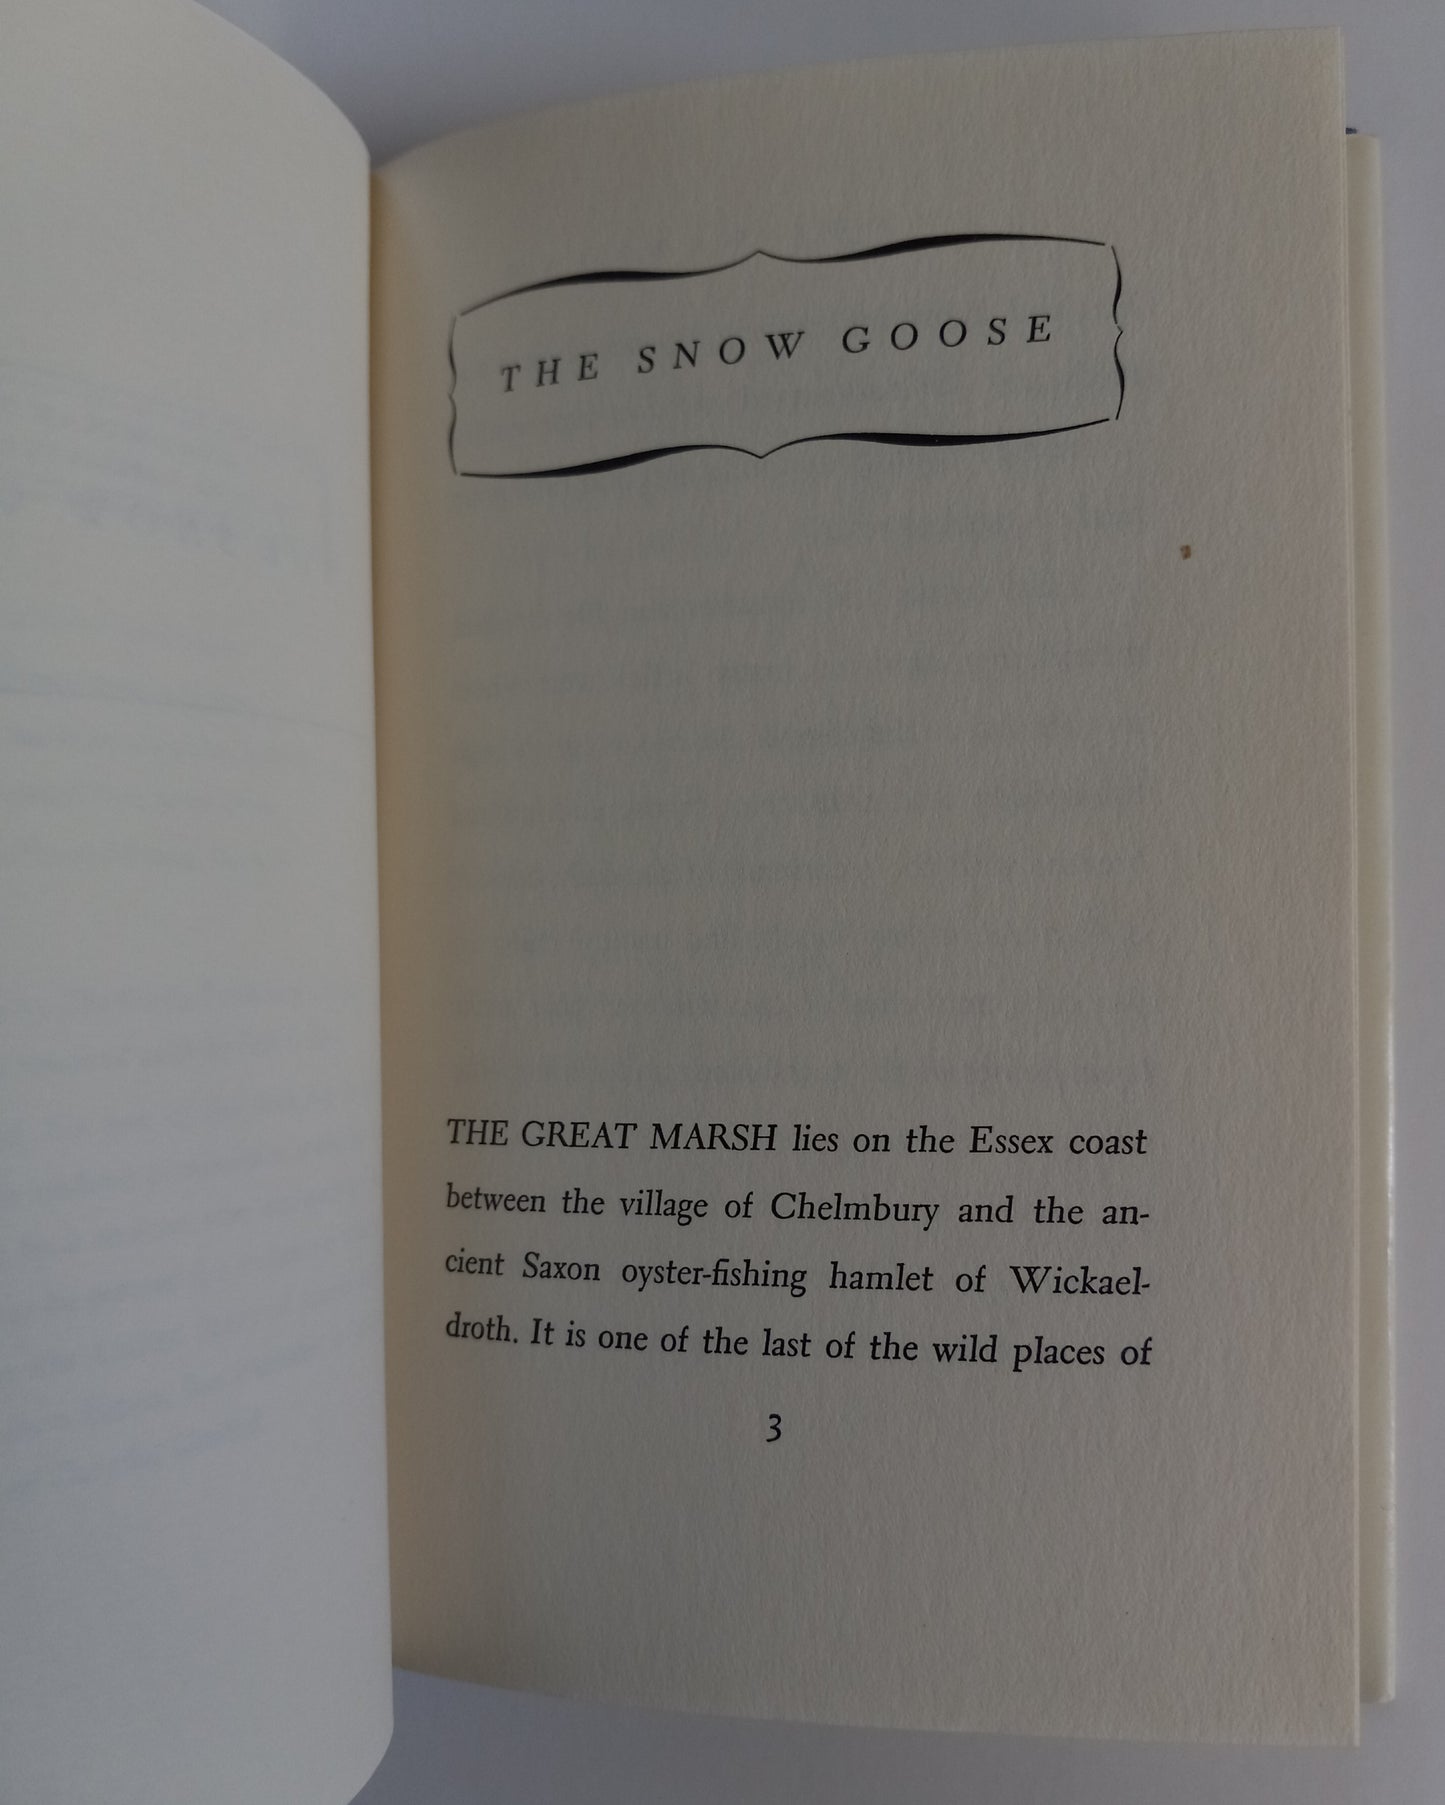 THE SNOW GOOSE
THE GREAT MARSH lies on the Essex coast
between the village of Chelmbury and the an-
cient Saxon oyster-fishing hamlet of Wickael-
droth. It is one of the last of the wild places of
3